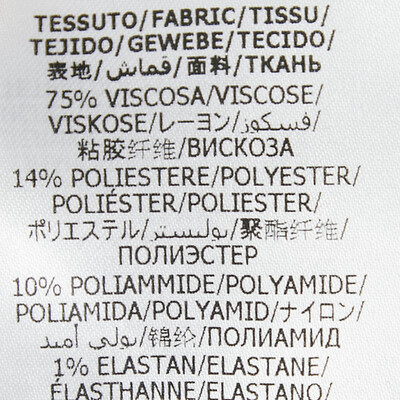 TESSUTO/FABRIC/TISSU/
TEJIDO/GEWEBE/TECIDO/
表地/قماش/面料/ТКАНЬ
75% VISCOSA/VISCOSE/
VISKOSE/レーヨン/فسكوز/
粘胶纤维/ВИСКОЗА
14% POLIESTERE/POLYESTER/
POLIÉSTER/POLIESTER/
ポリエステル/بوليستر/聚酯纤维/
ПОЛИЭСТЕР
10% POLIAMMIDE/POLYAMIDE/
POLIAMIDA/POLYAMID/ナイロン/
بولي أميد/锦纶/ПОЛИАМИД
1% ELASTAN/ELASTANE/
ÉLASTHANNE/ELASTANO/